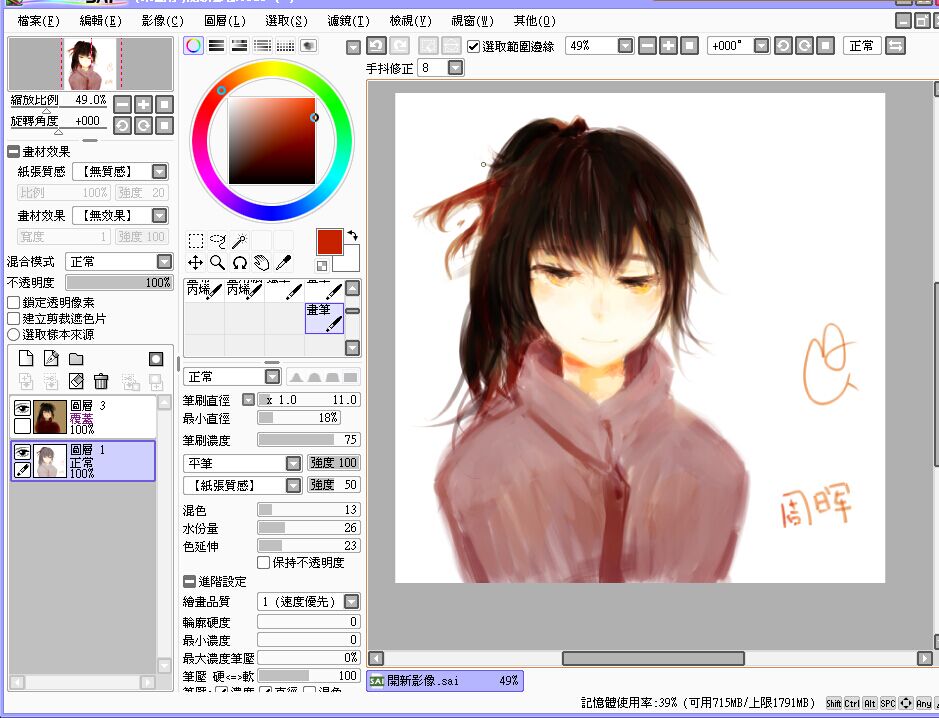 檔案(F) 編輯(E) 影像(C) 圖層(L) 選取(S) 濾鏡(T) 檢視(V) 視窗(W) 其他(O)
選取範圍邊緣 49% +000° 正常
手抖修正 8
縮放比例 49.0%
旋轉角度 +000
畫材效果
紙張質感 【無質感】
比例 100% 強度 20
畫材效果 【無效果】
寬度 1 強度 100
混合模式 正常
不透明度 100%
鎖定透明像素
建立剪裁遮色片
選取樣本來源
圖層 3
覆蓋
100%
圖層 1
正常
100%
丙烯 丙烯
畫筆
正常
筆刷直徑 x 1.0 11.0
最小直徑 18%
筆刷濃度 75
平筆 強度 100
【紙張質感】 強度 50
混色 13
水份量 26
色延伸 23
保持不透明度
進階設定
繪畫品質 1 (速度優先)
輪廓硬度 0
最小濃度 0
最大濃度筆壓 0%
筆壓 硬<=>軟 100
筆壓: 濃度 直徑 混色
周晖
開新影像.sai 49%
記憶體使用率:39% (可用715MB/上限1791MB) Shift Ctrl Alt SPC Any